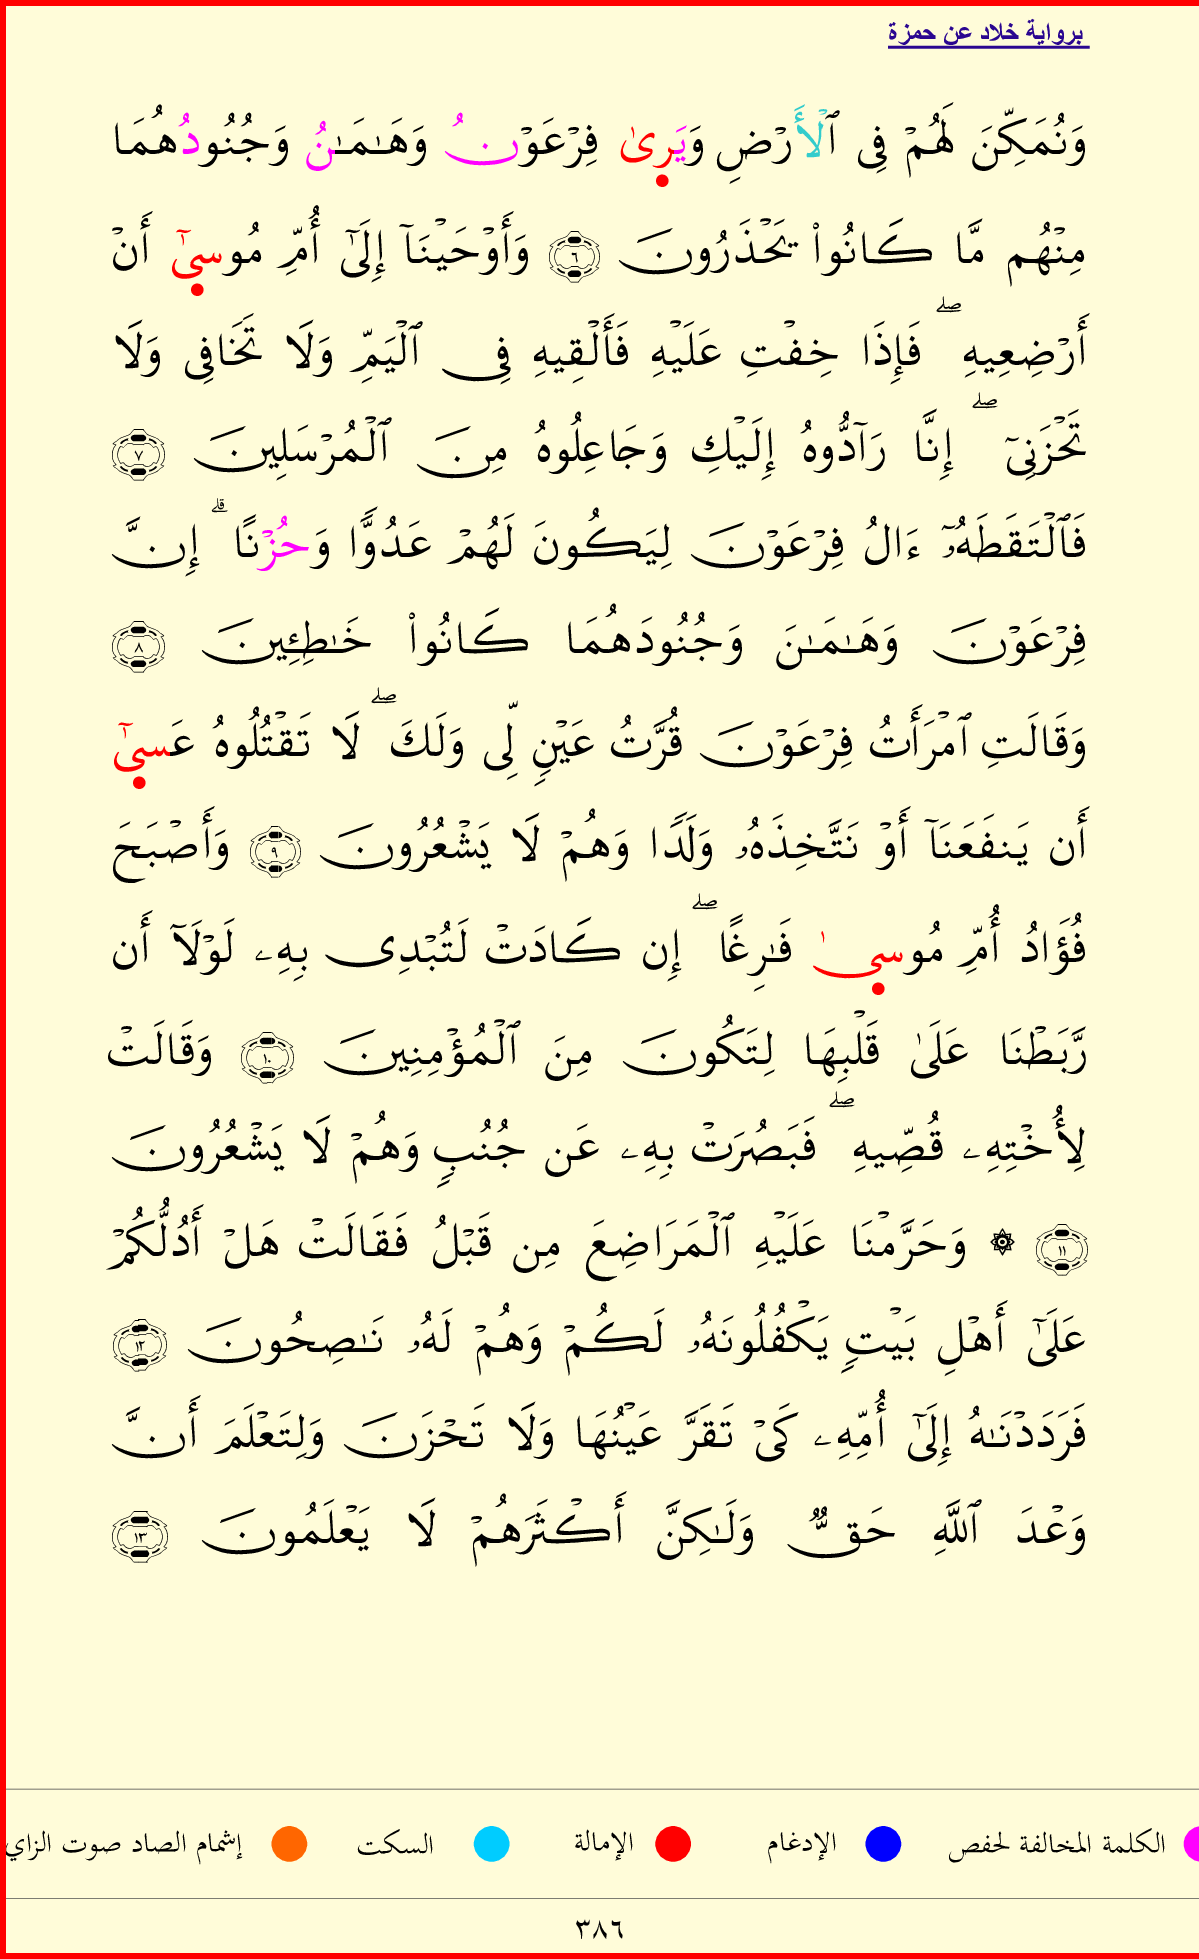 برواية خلاد عن حمزة
وَنُمَكِّنَ لَهُمۡ فِي ٱلۡأَرۡضِ وَيَرِىٰ فِرۡعَوۡنُ وَهَٰمَٰنُ وَجُنُودُهُمَا
مِنۡهُم مَّا كَانُواْ يَحۡذَرُونَ ٦ وَأَوۡحَيۡنَآ إِلَىٰٓ أُمِّ مُوسِىٰٓ أَنۡ
أَرۡضِعِيهِۖ فَإِذَا خِفۡتِ عَلَيۡهِ فَأَلۡقِيهِ فِي ٱلۡيَمِّ وَلَا تَخَافِي وَلَا
تَحۡزَنِيٓۖ إِنَّا رَآدُّوهُ إِلَيۡكِ وَجَاعِلُوهُ مِنَ ٱلۡمُرۡسَلِينَ ٧
فَٱلۡتَقَطَهُۥٓ ءَالُ فِرۡعَوۡنَ لِيَكُونَ لَهُمۡ عَدُوًّا وَحُزۡنًاۗ إِنَّ
فِرۡعَوۡنَ وَهَٰمَٰنَ وَجُنُودَهُمَا كَانُواْ خَٰطِـِٔينَ ٨
وَقَالَتِ ٱمۡرَأَتُ فِرۡعَوۡنَ قُرَّتُ عَيۡنٍ لِّي وَلَكَۖ لَا تَقۡتُلُوهُ عَسِىٰٓ
أَن يَنفَعَنَآ أَوۡ نَتَّخِذَهُۥ وَلَدًا وَهُمۡ لَا يَشۡعُرُونَ ٩ وَأَصۡبَحَ
فُؤَادُ أُمِّ مُوسِىٰ فَٰرِغًاۖ إِن كَادَتۡ لَتُبۡدِي بِهِۦ لَوۡلَآ أَن
رَّبَطۡنَا عَلَىٰ قَلۡبِهَا لِتَكُونَ مِنَ ٱلۡمُؤۡمِنِينَ ١٠ وَقَالَتۡ
لِأُخۡتِهِۦ قُصِّيهِۖ فَبَصُرَتۡ بِهِۦ عَن جُنُبٍ وَهُمۡ لَا يَشۡعُرُونَ
١١ ۞ وَحَرَّمۡنَا عَلَيۡهِ ٱلۡمَرَاضِعَ مِن قَبۡلُ فَقَالَتۡ هَلۡ أَدُلُّكُمۡ
عَلَىٰٓ أَهۡلِ بَيۡتٍ يَكۡفُلُونَهُۥ لَكُمۡ وَهُمۡ لَهُۥ نَٰصِحُونَ ١٢
فَرَدَدۡنَٰهُ إِلَىٰٓ أُمِّهِۦ كَيۡ تَقَرَّ عَيۡنُهَا وَلَا تَحۡزَنَ وَلِتَعۡلَمَ أَنَّ
وَعۡدَ ٱللَّهِ حَقٌّ وَلَٰكِنَّ أَكۡثَرَهُمۡ لَا يَعۡلَمُونَ ١٣
الكلمة المخالفة لحفص الإدغام الإمالة السكت إشمام الصاد صوت الزاي
٣٨٦